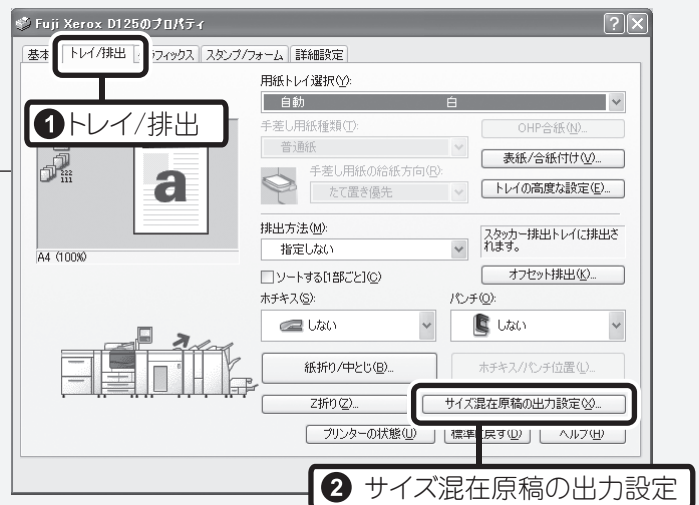 Fuji Xerox D125のプロパティ
基本
トレイ/排出
ラフィックス
スタンプ/フォーム
詳細設定
❶トレイ/排出
222
111
a
A4 (100%)
用紙トレイ選択(Y):
自動 白
手差し用紙種類(T):
普通紙
OHP合紙(N)...
表紙/合紙付け(V)...
手差し用紙の給紙方向(R):
たて置き優先
トレイの高度な設定(E)...
排出方法(M):
指定しない
スタッカー排出トレイに排出さ
れます。
ソートする[1部ごと](C)
オフセット排出(K)...
ホチキス(S):
しない
パンチ(O):
しない
紙折り/中とじ(B)...
ホチキス/パンチ位置(L)...
Z折り(Z)...
サイズ混在原稿の出力設定(X)...
プリンターの状態(U)
標準に戻す(D)
ヘルプ(H)
❷ サイズ混在原稿の出力設定